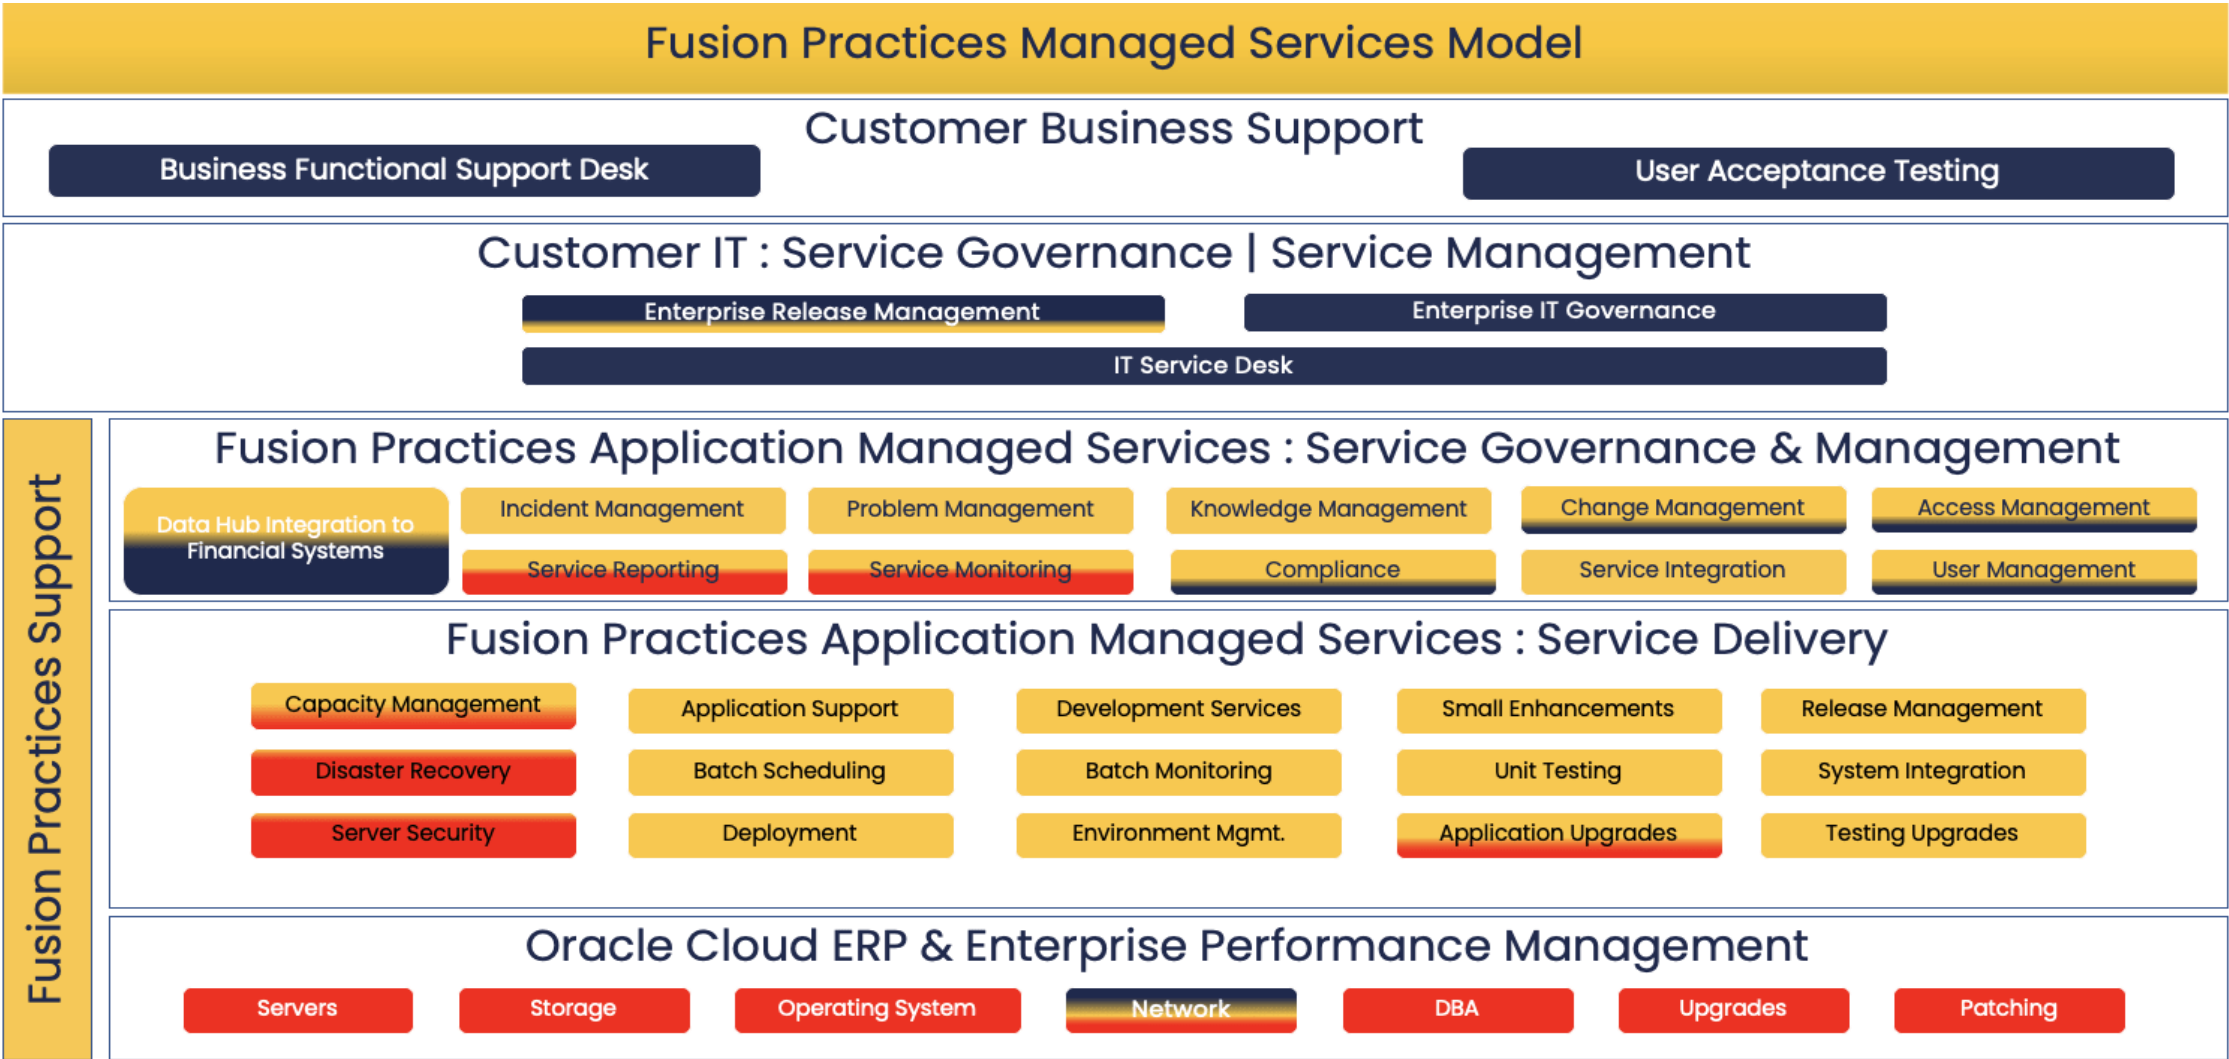 Fusion Practices Managed Services Model
Customer Business Support
Business Functional Support Desk
User Acceptance Testing
Customer IT : Service Governance | Service Management
Enterprise Release Management
Enterprise IT Governance
IT Service Desk
Fusion Practices Support
Fusion Practices Application Managed Services : Service Governance & Management
Data Hub Integration to
Financial Systems
Incident Management
Problem Management
Knowledge Management
Change Management
Access Management
Service Reporting
Service Monitoring
Compliance
Service Integration
User Management
Fusion Practices Application Managed Services : Service Delivery
Capacity Management
Application Support
Development Services
Small Enhancements
Release Management
Disaster Recovery
Batch Scheduling
Batch Monitoring
Unit Testing
System Integration
Server Security
Deployment
Environment Mgmt.
Application Upgrades
Testing Upgrades
Oracle Cloud ERP & Enterprise Performance Management
Servers
Storage
Operating System
Network
DBA
Upgrades
Patching